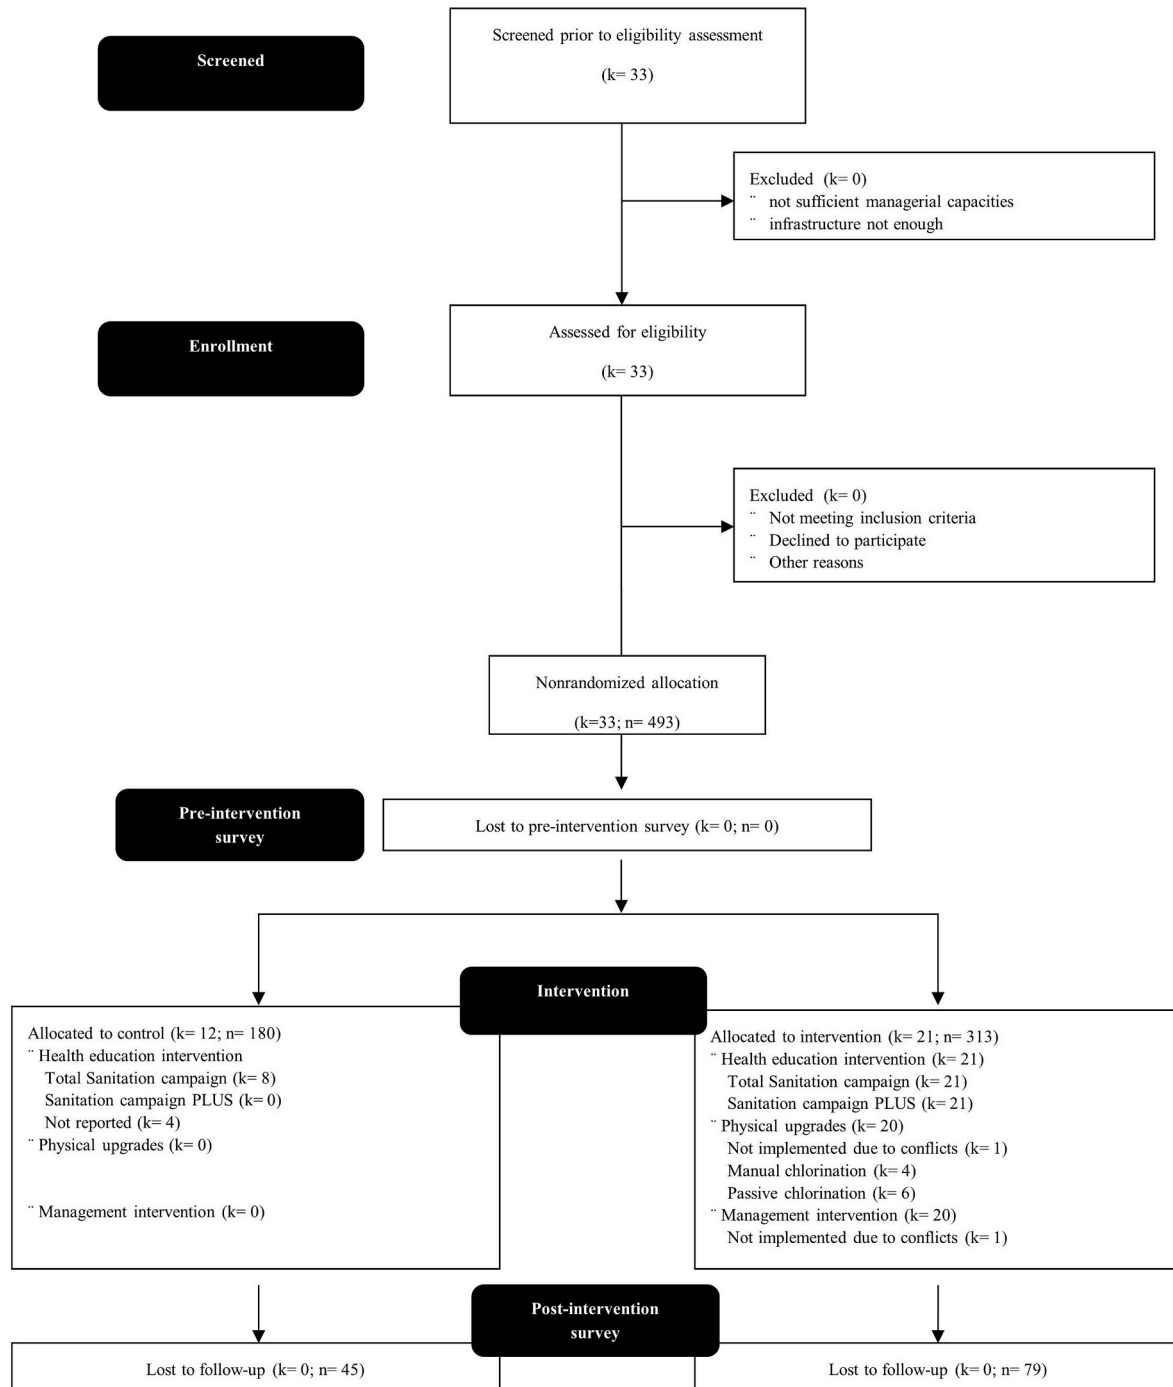 Screened
Screened prior to eligibility assessment
(k= 33)
Excluded (k= 0)
¨ not sufficient managerial capacities
¨ infrastructure not enough
Enrollment
Assessed for eligibility
(k= 33)
Excluded (k= 0)
¨ Not meeting inclusion criteria
¨ Declined to participate
¨ Other reasons
Nonrandomized allocation
(k=33; n= 493)
Pre-intervention
survey
Lost to pre-intervention survey (k= 0; n= 0)
Intervention
Allocated to control (k= 12; n= 180)
¨ Health education intervention
Total Sanitation campaign (k= 8)
Sanitation campaign PLUS (k= 0)
Not reported (k= 4)
¨ Physical upgrades (k= 0)
¨ Management intervention (k= 0)
Allocated to intervention (k= 21; n= 313)
¨ Health education intervention (k= 21)
Total Sanitation campaign (k= 21)
Sanitation campaign PLUS (k= 21)
¨ Physical upgrades (k= 20)
Not implemented due to conflicts (k= 1)
Manual chlorination (k= 4)
Passive chlorination (k= 6)
¨ Management intervention (k= 20)
Not implemented due to conflicts (k= 1)
Post-intervention
survey
Lost to follow-up (k= 0; n= 45)
Lost to follow-up (k= 0; n= 79)